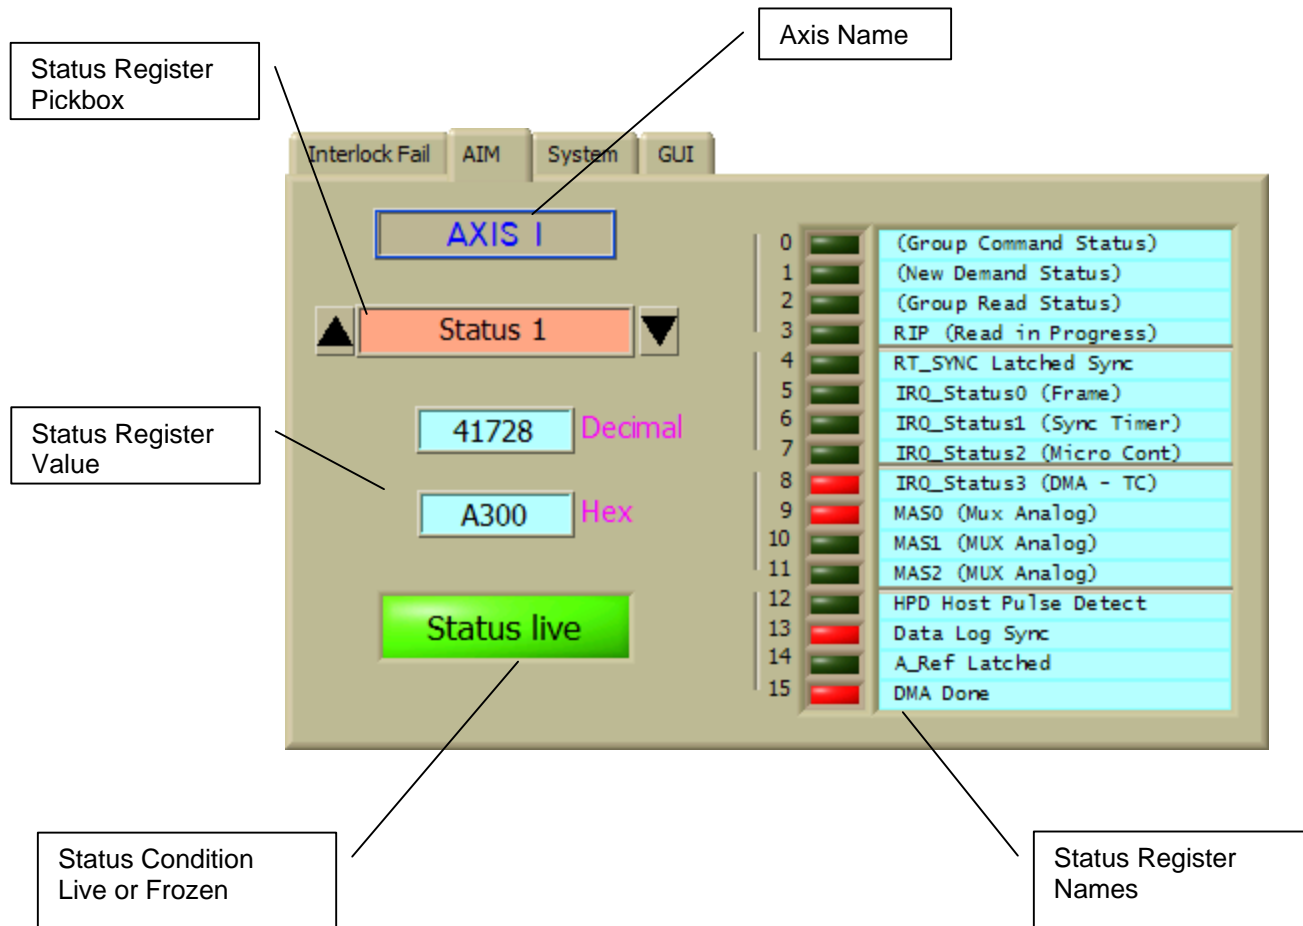 Axis Name
Status Register
Pickbox
Interlock Fail
AIM
System
GUI
AXIS I
Status 1
41728
Decimal
A300
Hex
Status live
Status Register
Value
0 (Group Command Status)
1 (New Demand Status)
2 (Group Read Status)
3 RIP (Read in Progress)
4 RT_SYNC Latched Sync
5 IRQ_Status0 (Frame)
6 IRQ_Status1 (Sync Timer)
7 IRQ_Status2 (Micro Cont)
8 IRQ_Status3 (DMA - TC)
9 MAS0 (Mux Analog)
10 MAS1 (MUX Analog)
11 MAS2 (MUX Analog)
12 HPD Host Pulse Detect
13 Data Log Sync
14 A_Ref Latched
15 DMA Done
Status Condition
Live or Frozen
Status Register
Names